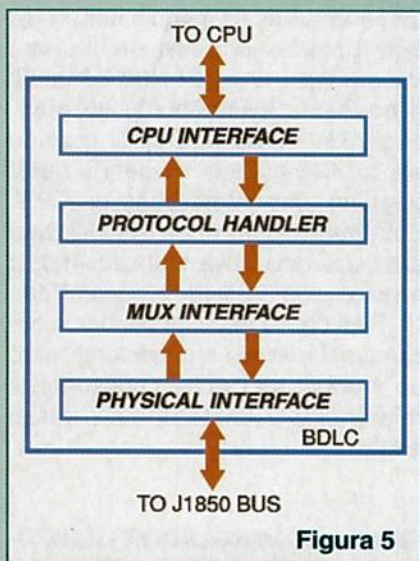 TO CPU
CPU INTERFACE
PROTOCOL HANDLER
MUX INTERFACE
PHYSICAL INTERFACE
BDLC
TO J1850 BUS
Figura 5